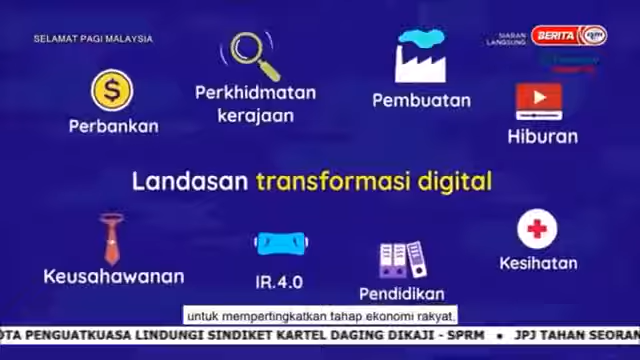 SELAMAT PAGI MALAYSIA
SIARAN
LANGSUNG
BERITA
Perbankan
Perkhidmatan
kerajaan
Pembuatan
Hiburan
Landasan transformasi digital
Keusahawanan
IR.4.0
Pendidikan
Kesihatan
untuk mempertingkatkan tahap ekonomi rakyat.
OTA PENGUATKUASA LINDUNGI SINDIKET KARTEL DAGING DIKAJI - SPRM • JPJ TAHAN SEORAN